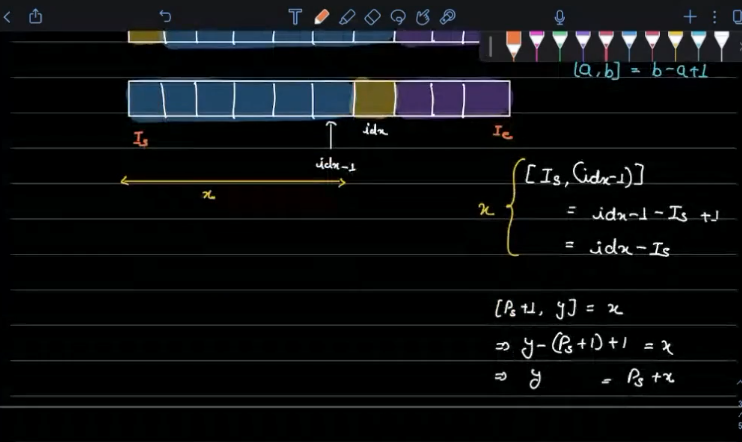 [a,b] = b-a+1
Is
idx
Ie
idx-1
x
[Is, (idx-1)]
x
= idx-1-Is+1
= idx-Is
[Ps+1, y] = x
⇒ y-(Ps+1)+1 = x
⇒ y = Ps+x